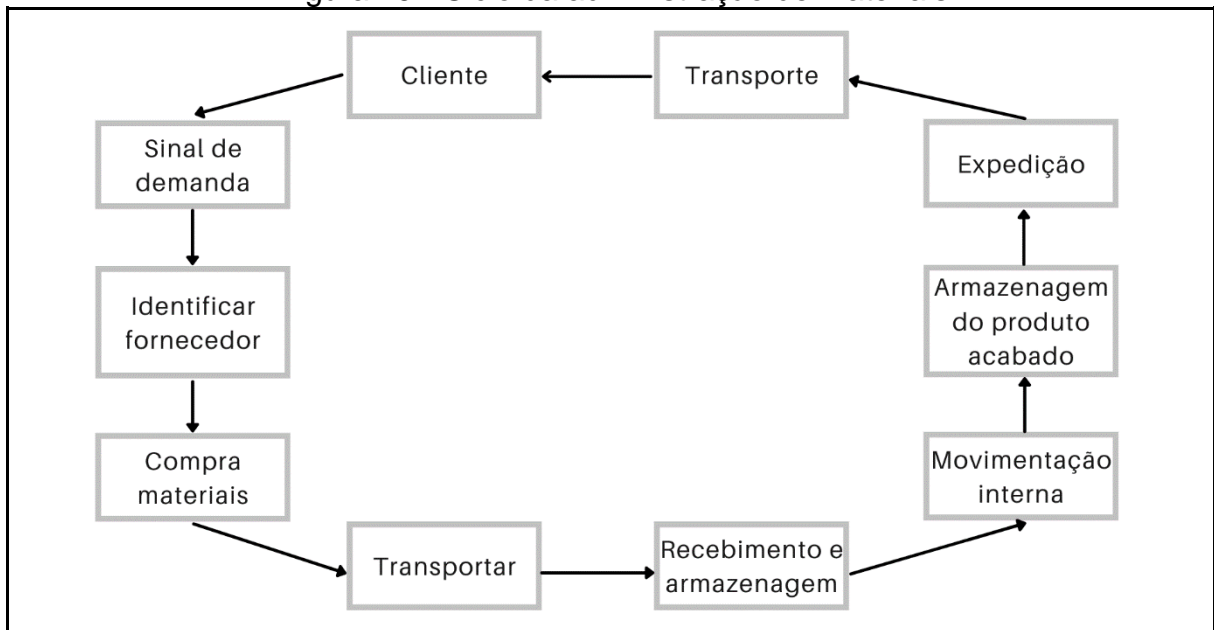 Cliente
Transporte
Sinal de
demanda
Expedição
Identificar
fornecedor
Armazenagem
do produto
acabado
Compra
materiais
Movimentação
interna
Transportar
Recebimento e
armazenagem